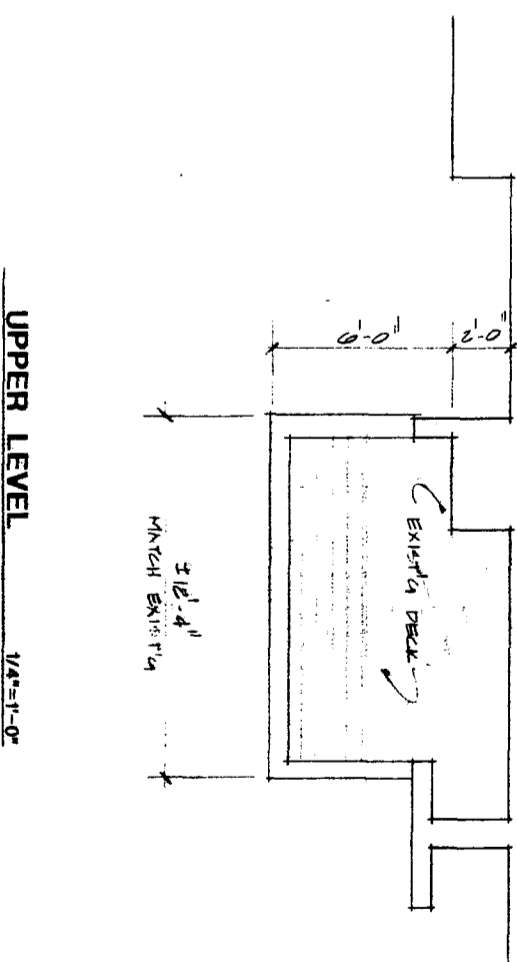 2'-0"
6'-0"
EXIST'G DECK
±12'-4"
MATCH EXIST'G
UPPER LEVEL
1/4"=1'-0"